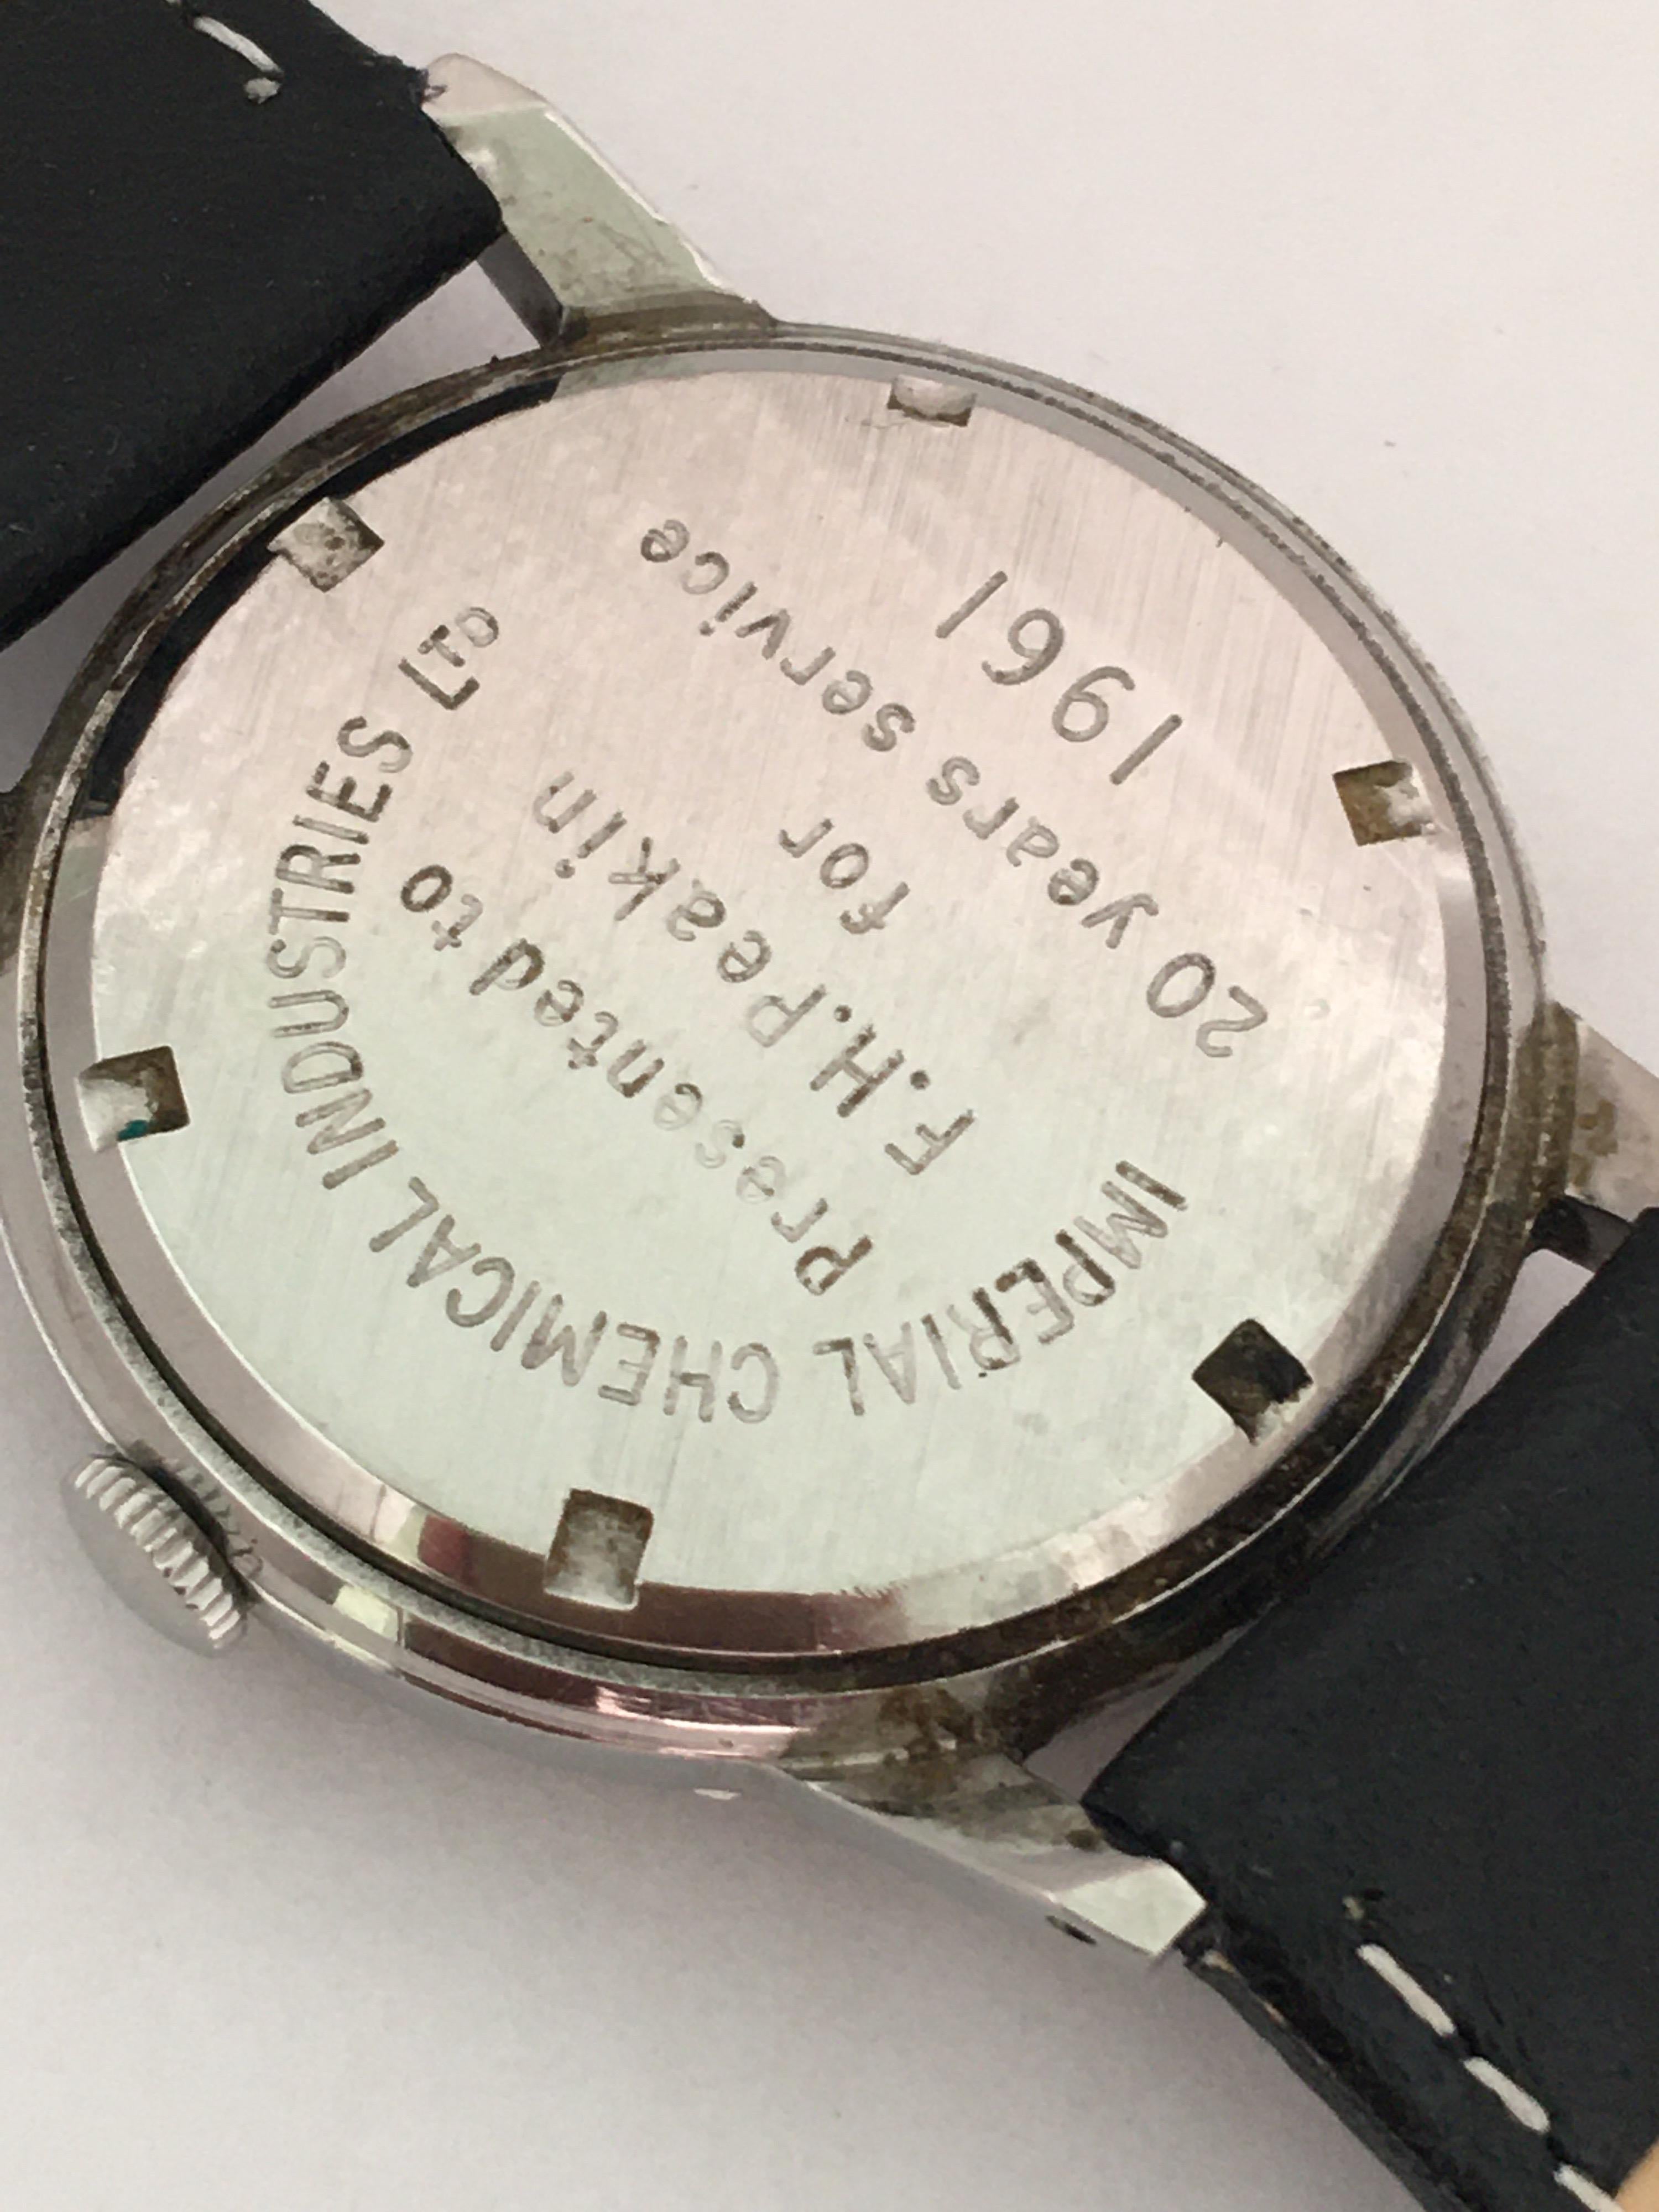 IMPERIAL CHEMICAL INDUSTRIES LTD
Presented to
F.H.Peakin
for
20 years service
1961